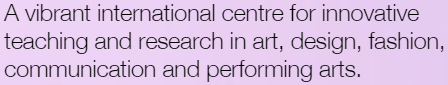 A vibrant international centre for innovative
teaching and research in art, design, fashion,
communication and performing arts.